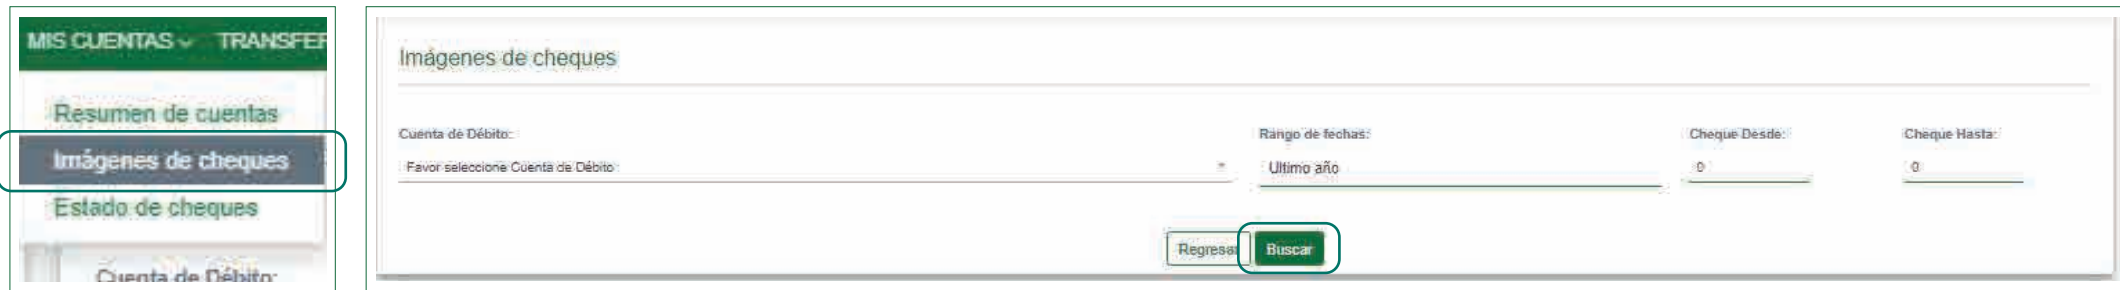 MIS CUENTAS TRANSFER
Resumen de cuentas
Imágenes de cheques
Estado de cheques
Cuenta de Débito:
Imágenes de cheques
Cuenta de Débito: Rango de fechas: Cheque Desde: Cheque Hasta:
Favor seleccione Cuenta de Débito Ultimo año 0 0
Regresar Buscar